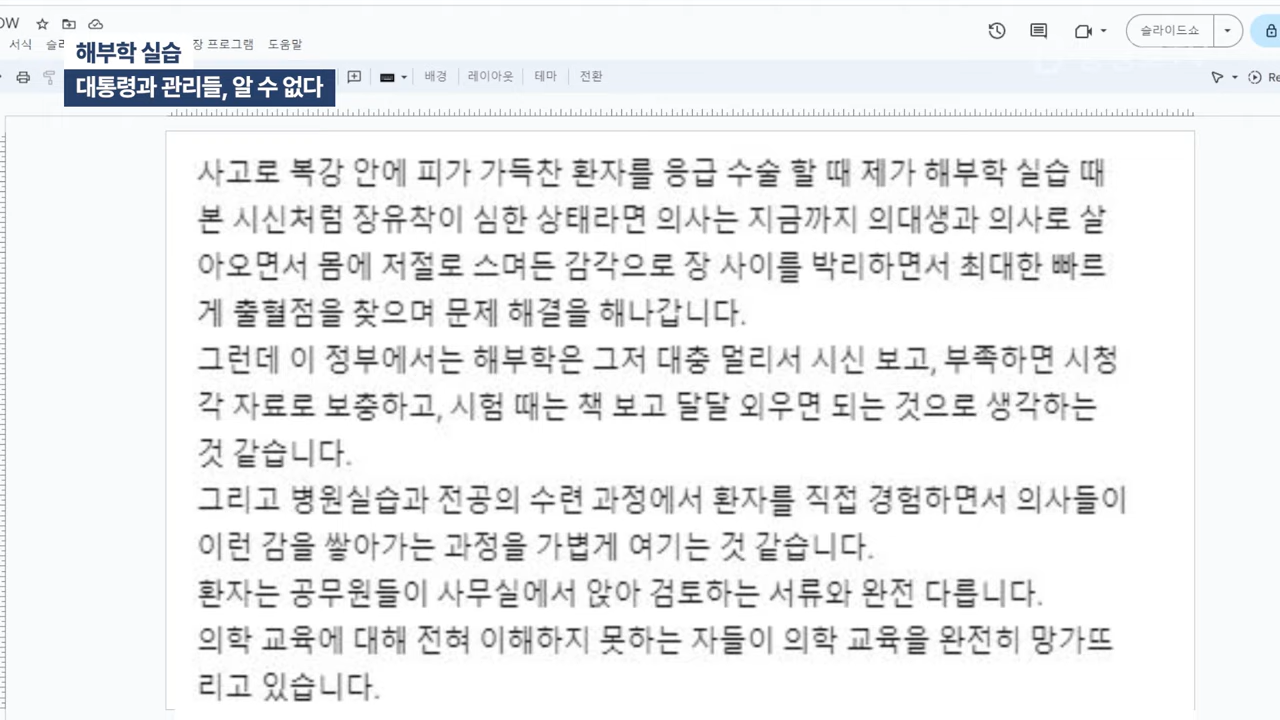 서식
해부학 실습
장 프로그램
도움말
슬라이드쇼
대통령과 관리들, 알 수 없다
배경
레이아웃
테마
전환
사고로 복강 안에 피가 가득찬 환자를 응급 수술 할 때 제가 해부학 실습 때
본 시신처럼 장유착이 심한 상태라면 의사는 지금까지 의대생과 의사로 살
아오면서 몸에 저절로 스며든 감각으로 장 사이를 박리하면서 최대한 빠르
게 출혈점을 찾으며 문제 해결을 해나갑니다.
그런데 이 정부에서는 해부학은 그저 대충 멀리서 시신 보고, 부족하면 시청
각 자료로 보충하고, 시험 때는 책 보고 달달 외우면 되는 것으로 생각하는
것 같습니다.
그리고 병원실습과 전공의 수련 과정에서 환자를 직접 경험하면서 의사들이
이런 감을 쌓아가는 과정을 가볍게 여기는 것 같습니다.
환자는 공무원들이 사무실에서 앉아 검토하는 서류와 완전 다릅니다.
의학 교육에 대해 전혀 이해하지 못하는 자들이 의학 교육을 완전히 망가뜨
리고 있습니다.